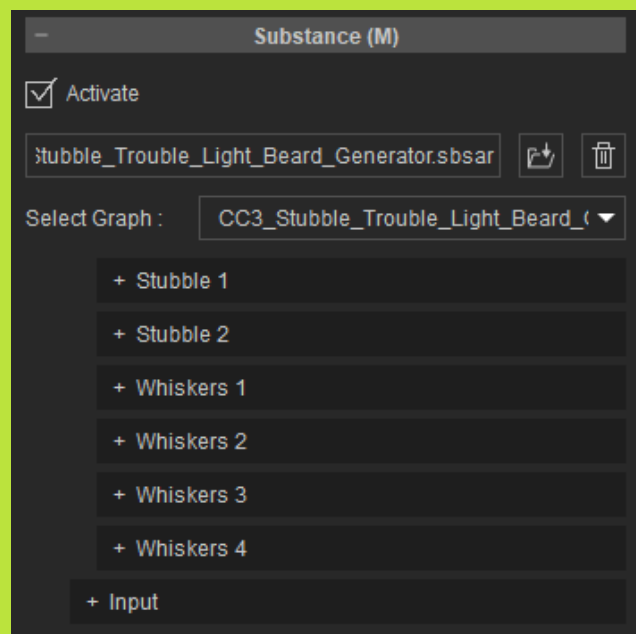 − Substance (M)
Activate
Stubble_Trouble_Light_Beard_Generator.sbsar
Select Graph : CC3_Stubble_Trouble_Light_Beard_(
+ Stubble 1
+ Stubble 2
+ Whiskers 1
+ Whiskers 2
+ Whiskers 3
+ Whiskers 4
+ Input